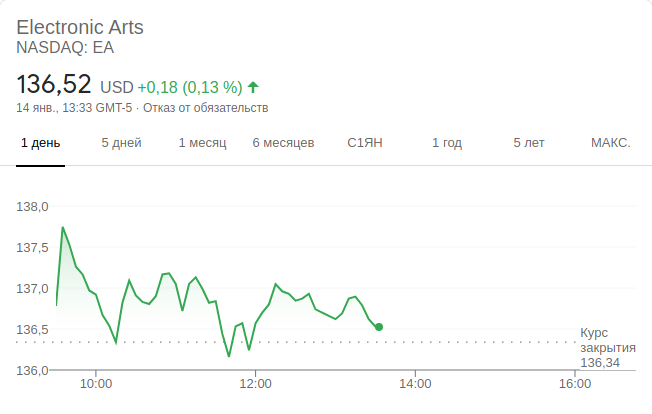 Electronic Arts
NASDAQ: EA
136,52 USD +0,18 (0,13 %)
14 янв., 13:33 GMT-5 · Отказ от обязательств
1 день 5 дней 1 месяц 6 месяцев С1ЯН 1 год 5 лет МАКС.
138,0
137,5
137,0
136,5
Курс
закрытия
136,34
136,0
10:00 12:00 14:00 16:00